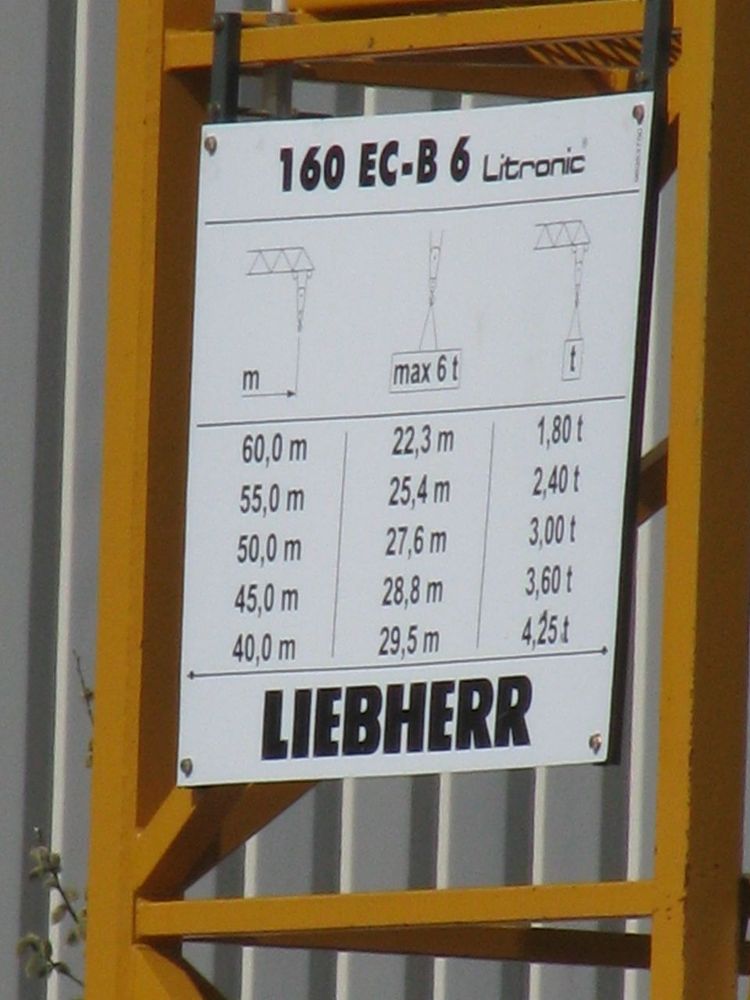 160 EC-B 6 Litronic
m
max 6 t
t
60,0 m 22,3 m 1,80 t
55,0 m 25,4 m 2,40 t
50,0 m 27,6 m 3,00 t
45,0 m 28,8 m 3,60 t
40,0 m 29,5 m 4,25 t
LIEBHERR